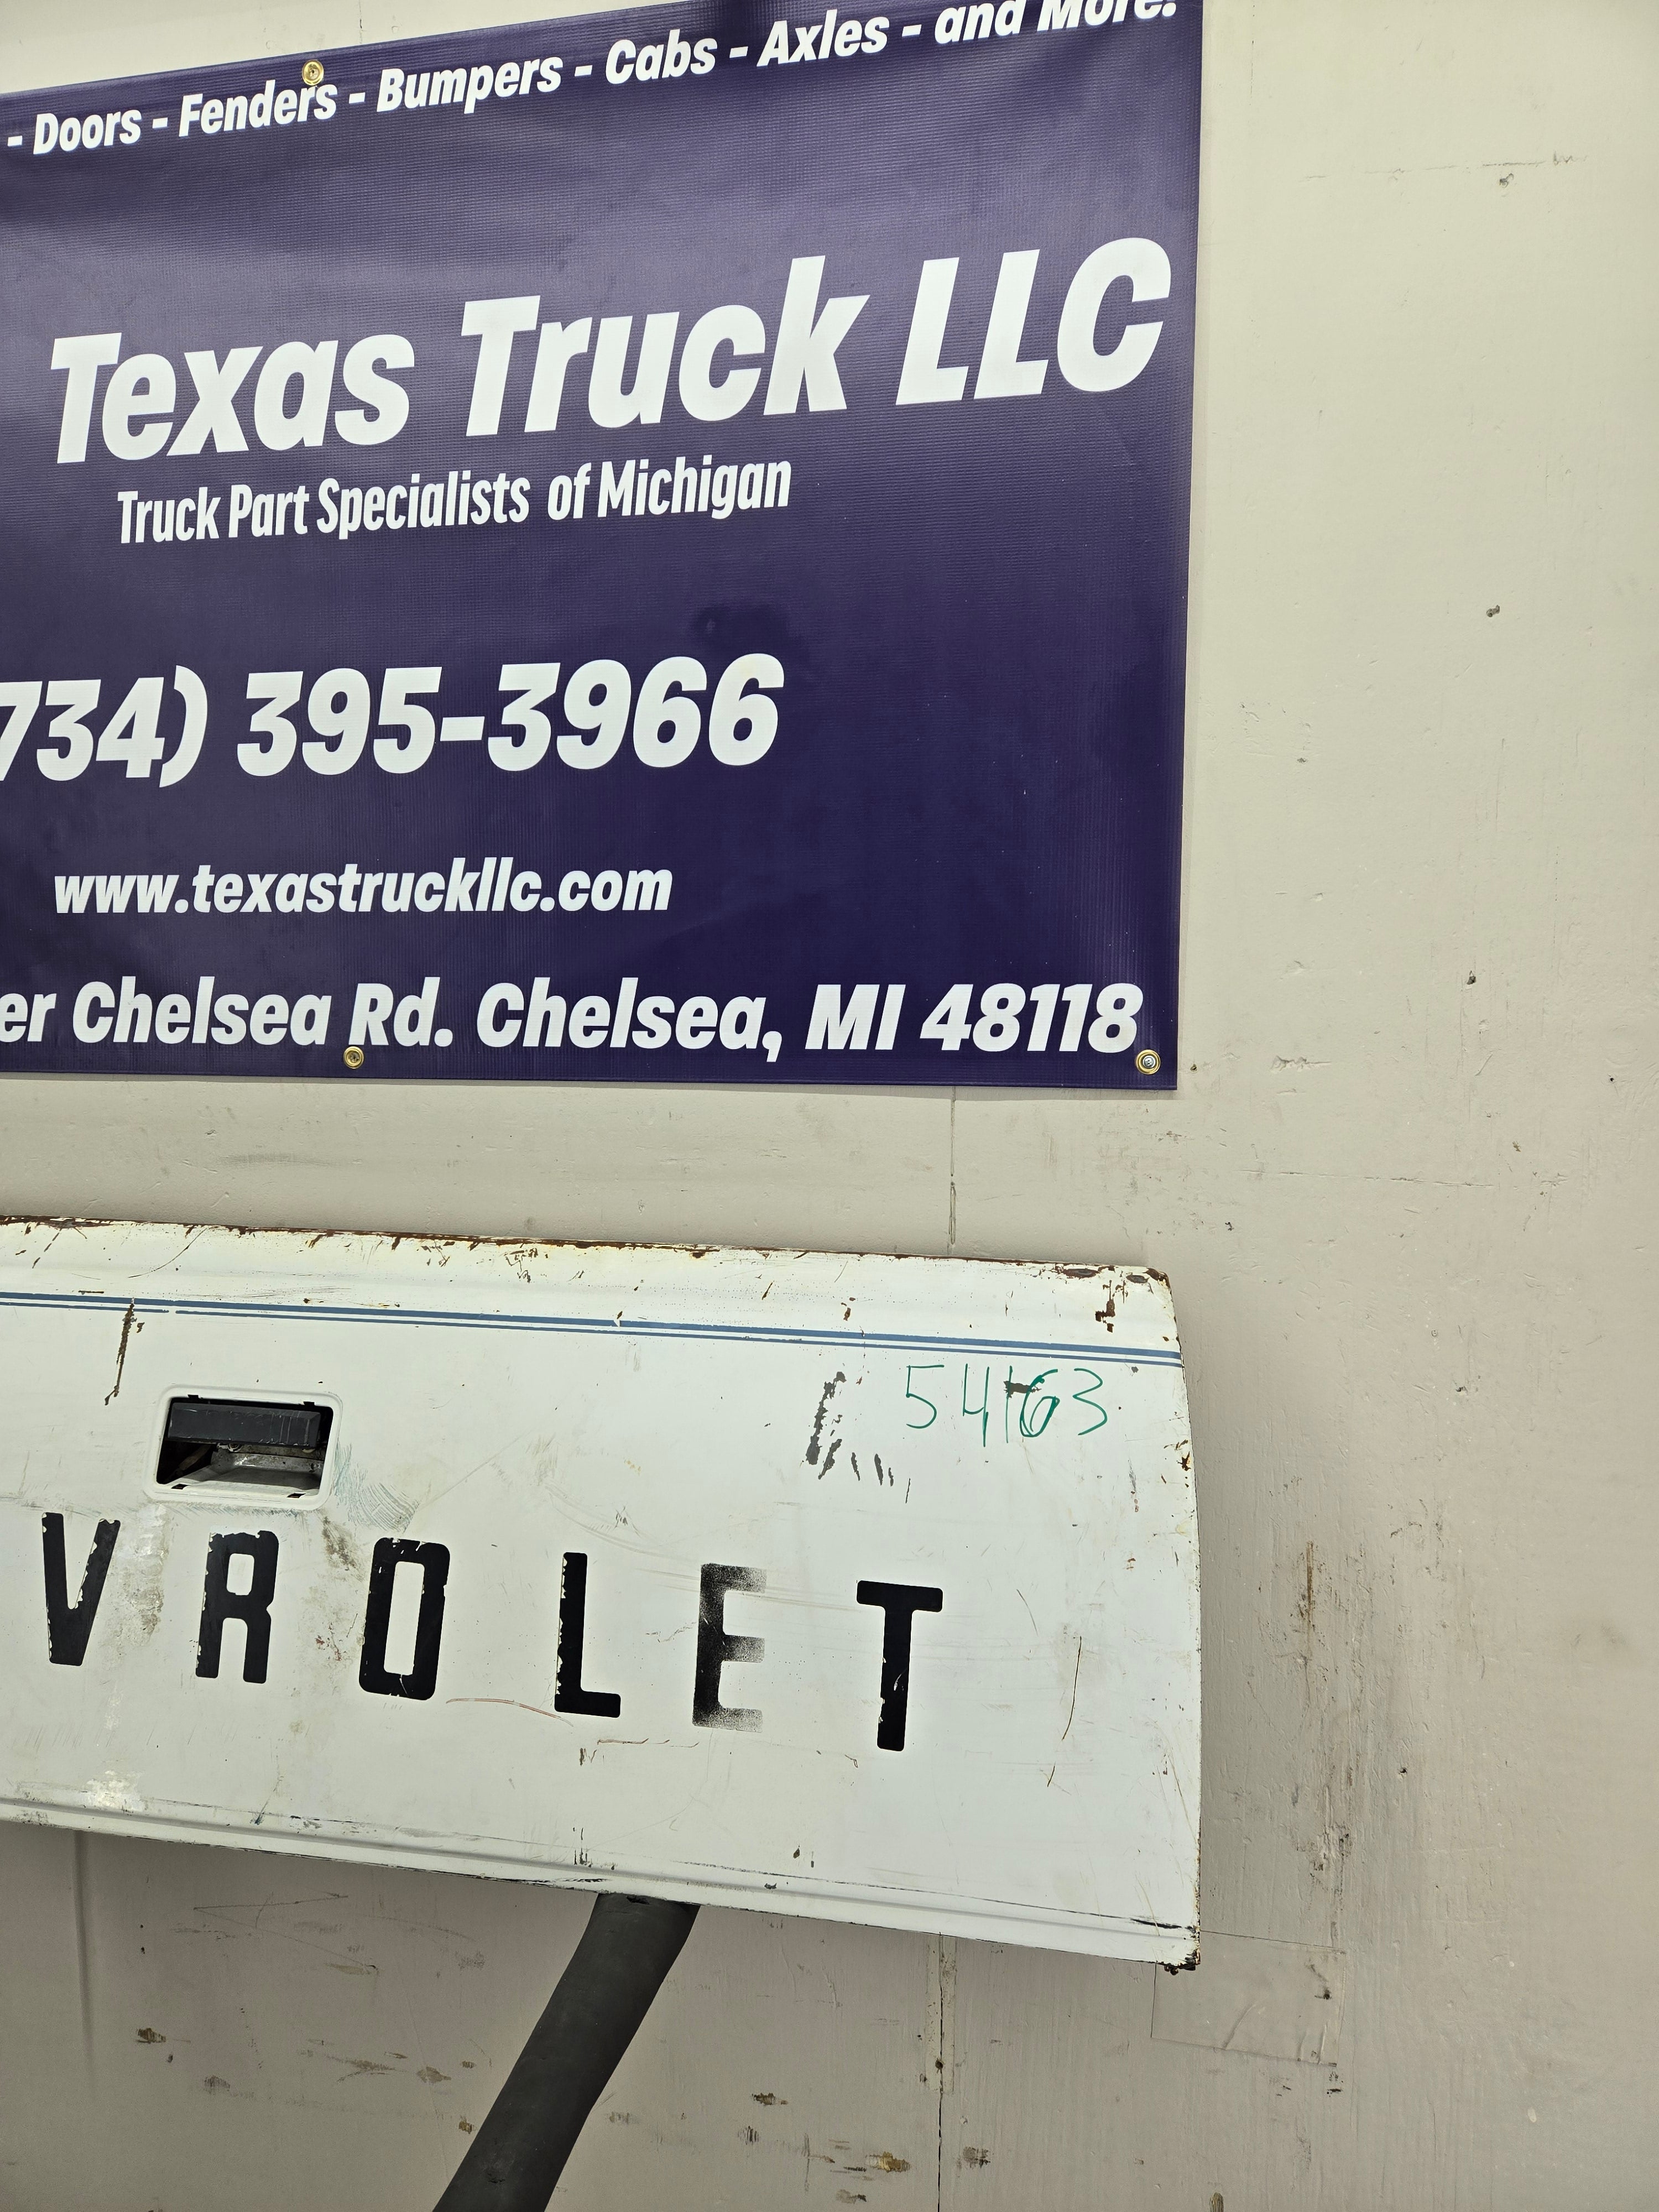 - Doors - Fenders - Bumpers - Cabs - Axles - and More!
Texas Truck LLC
Truck Part Specialists of Michigan
734) 395-3966
www.texastruckllc.com
er Chelsea Rd. Chelsea, MI 48118
54163
VROLET